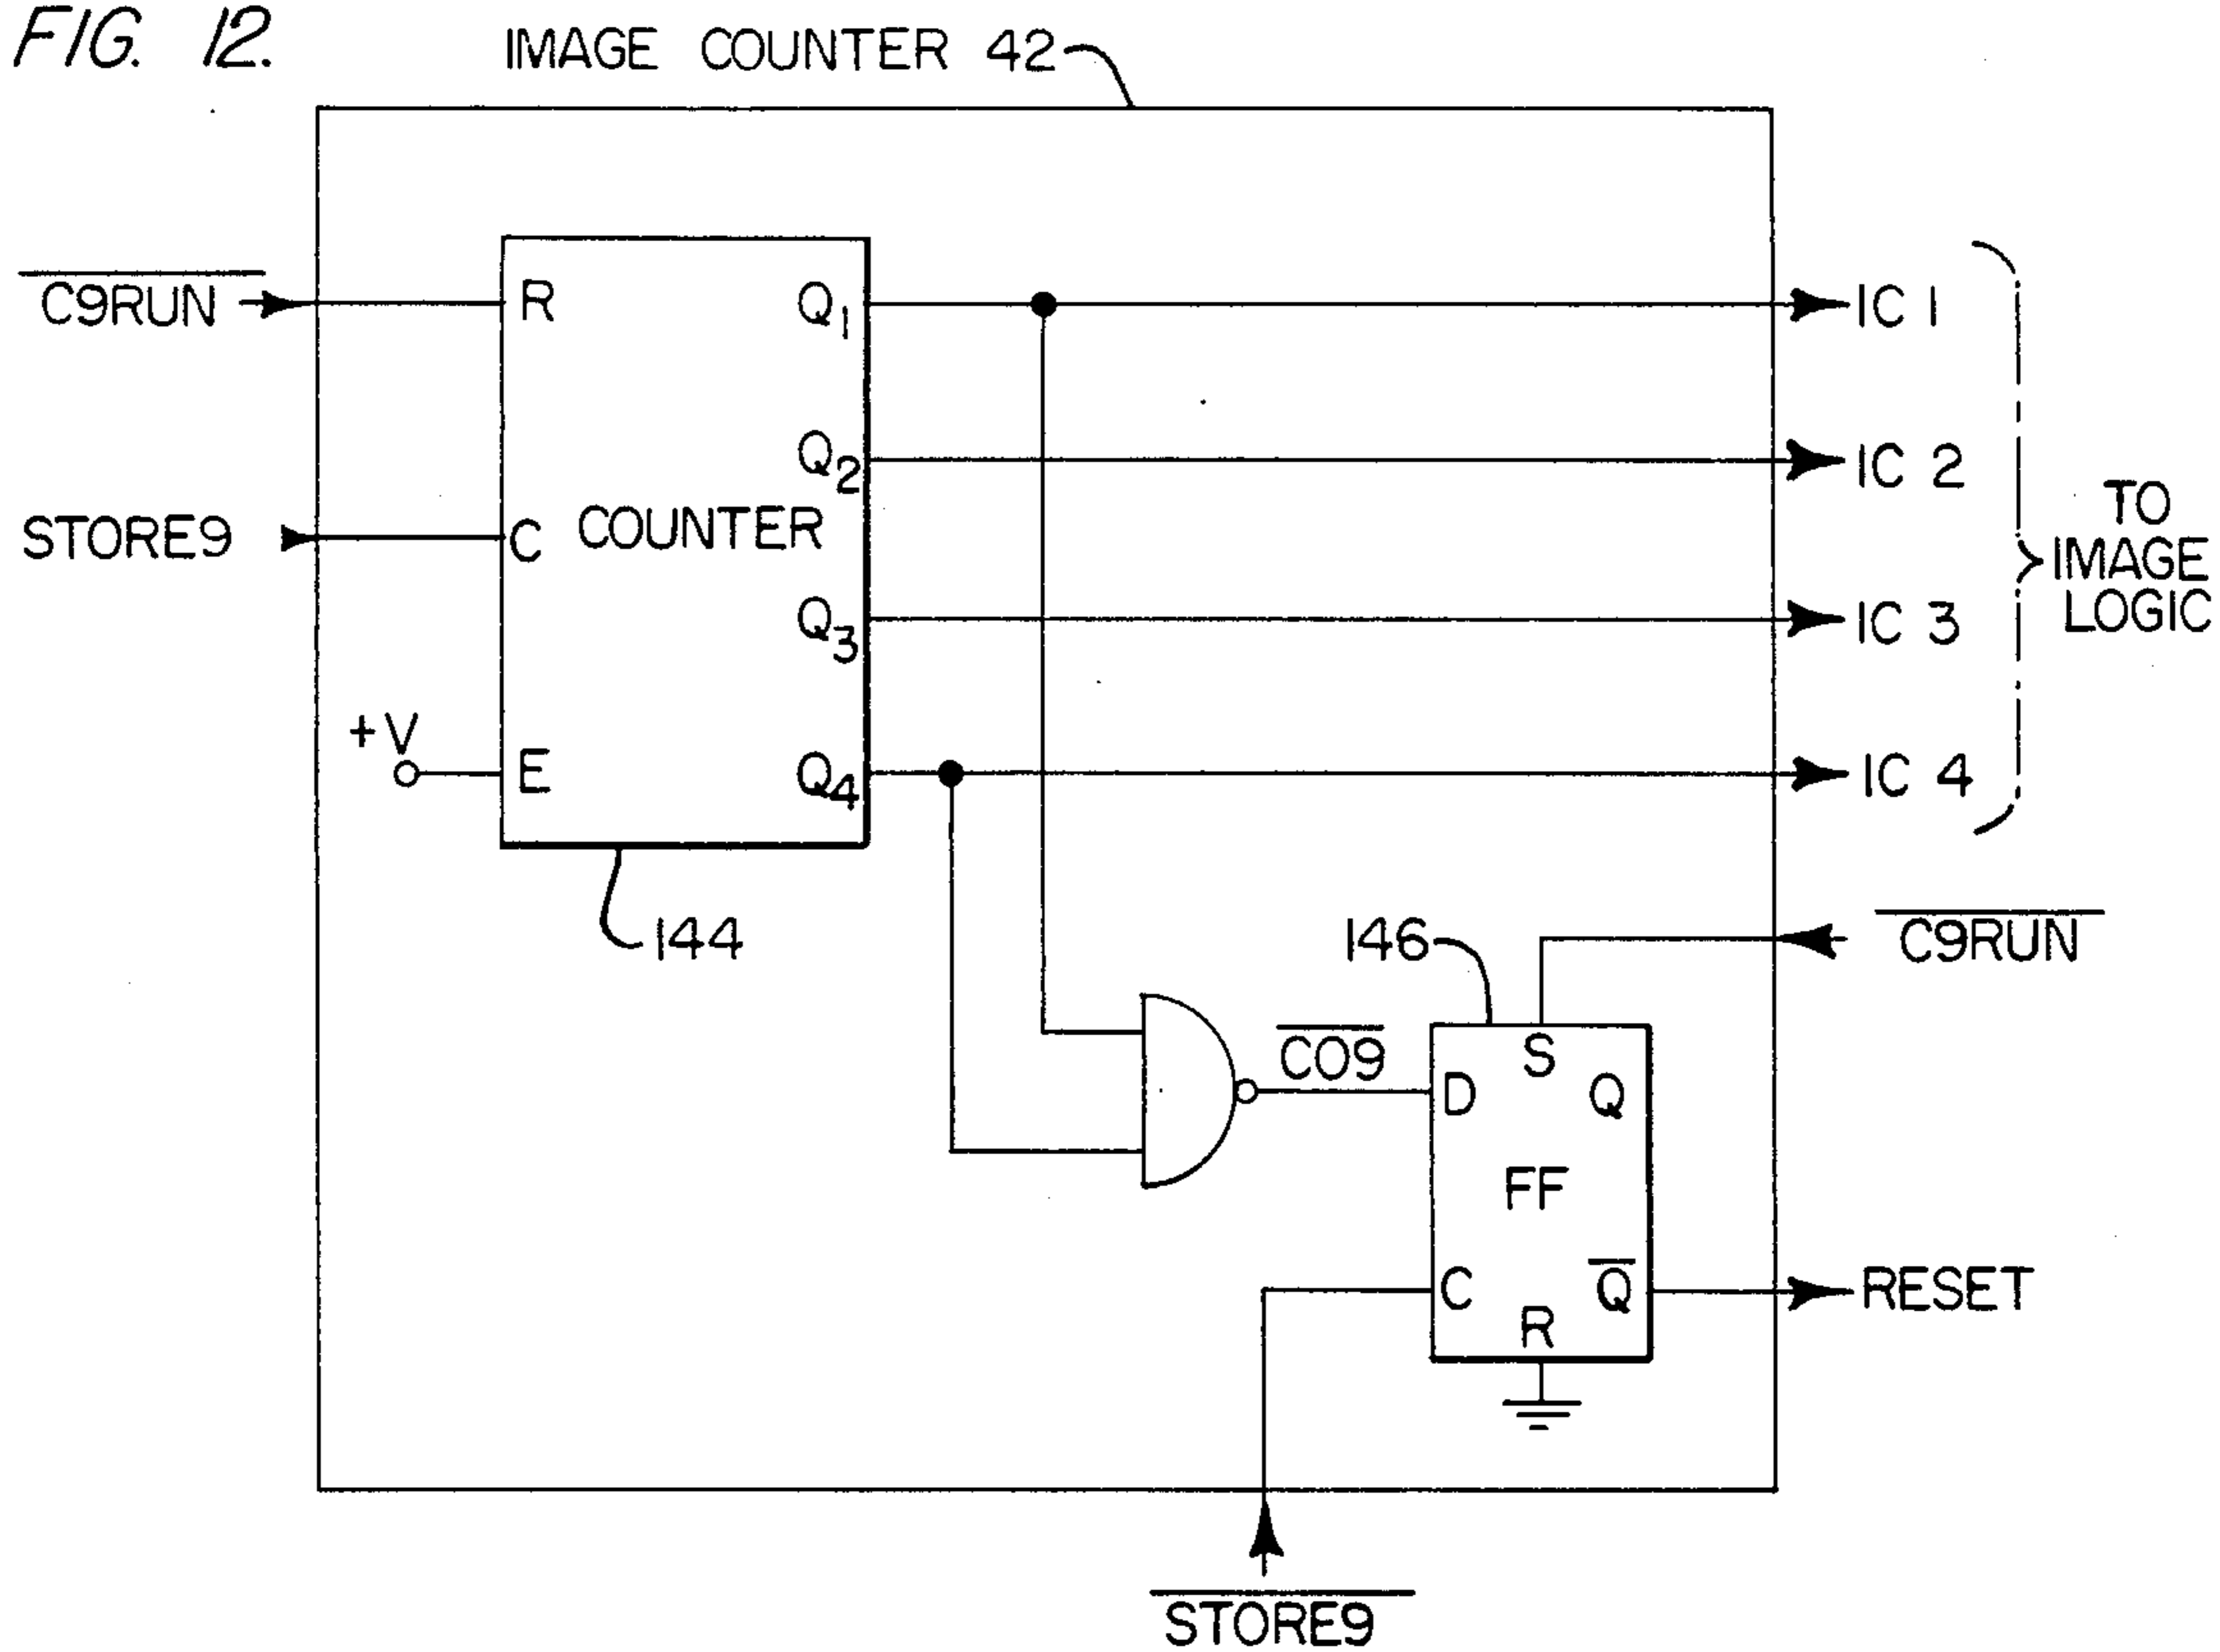 FIG. 12.
IMAGE COUNTER 42
C9RUN
R
Q1
IC 1
Q2
IC 2
STORE9
C
COUNTER
TO
IMAGE
LOGIC
Q3
IC 3
+V
E
Q4
IC 4
144
146
C9RUN
CO9
S
D
Q
FF
C
Q
R
RESET
STORE9